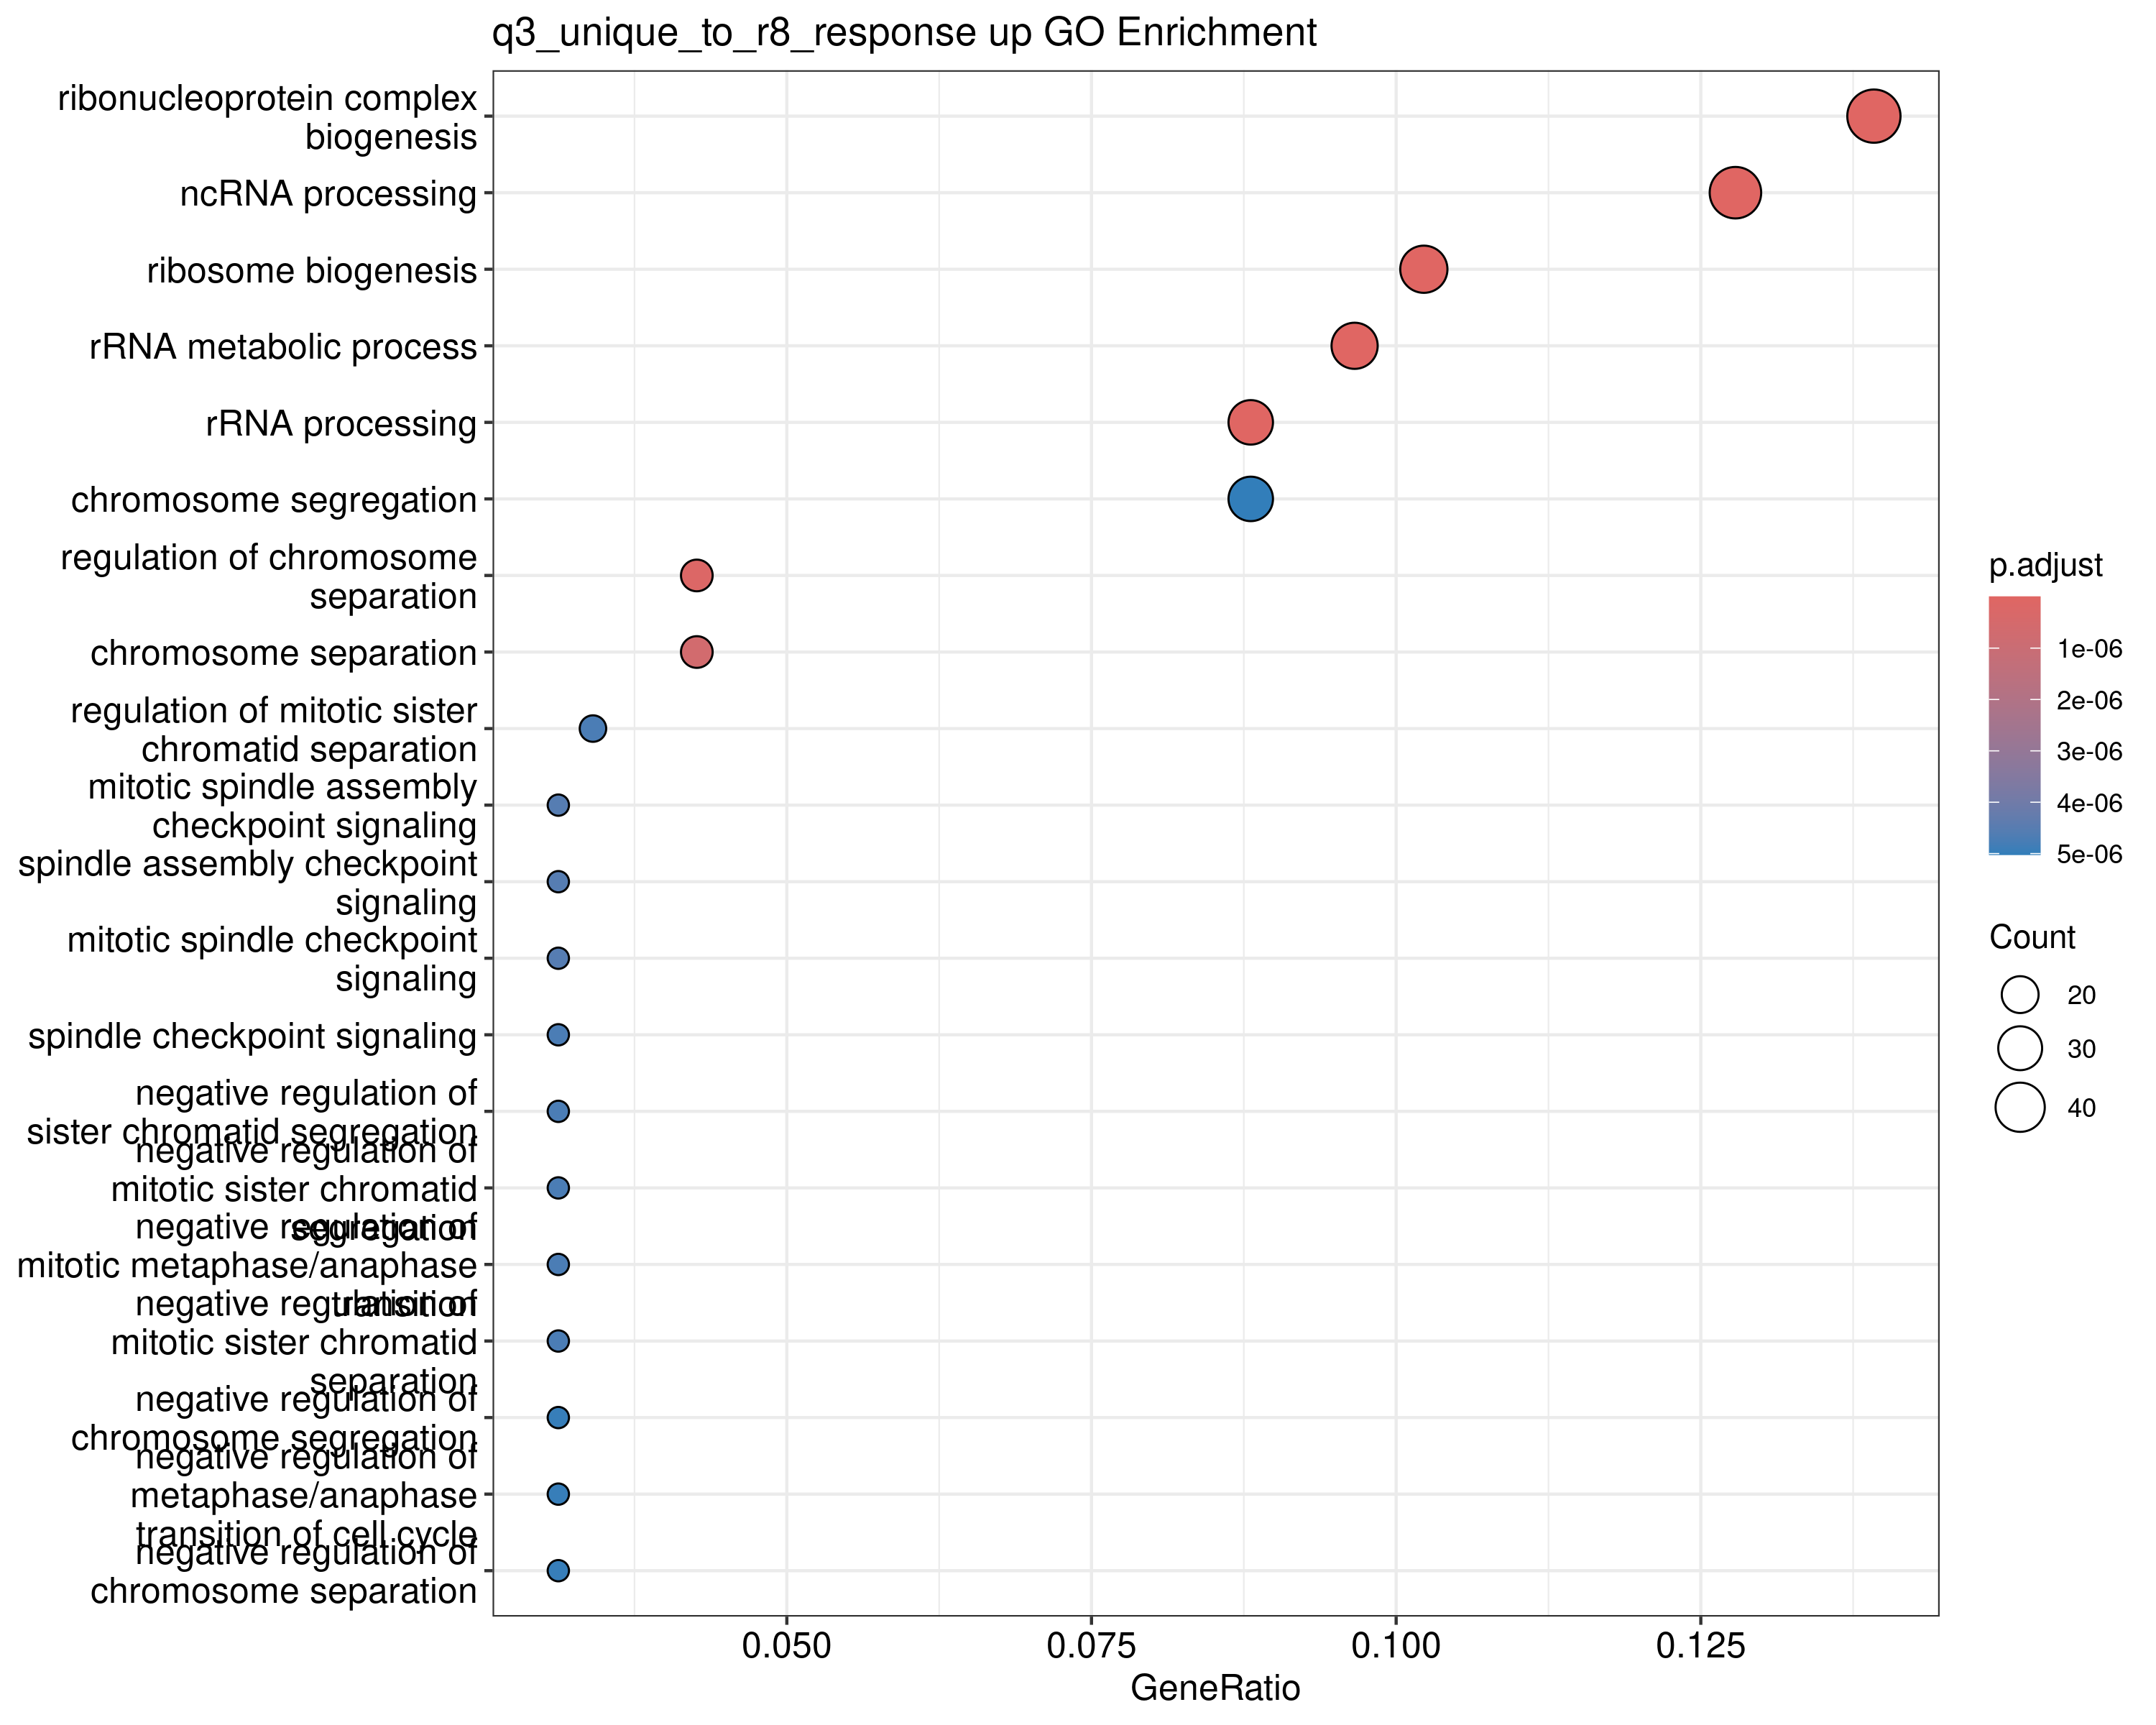 q3_unique_to_r8_response up GO Enrichment
ribonucleoprotein complex
biogenesis
ncRNA processing
ribosome biogenesis
rRNA metabolic process
rRNA processing
chromosome segregation
regulation of chromosome
separation
chromosome separation
regulation of mitotic sister
chromatid separation
mitotic spindle assembly
checkpoint signaling
spindle assembly checkpoint
signaling
mitotic spindle checkpoint
signaling
spindle checkpoint signaling
negative regulation of
sister chromatid segregation
negative regulation of
mitotic sister chromatid
segregation
negative regulation of
mitotic metaphase/anaphase
transition
negative regulation of
mitotic sister chromatid
separation
negative regulation of
chromosome segregation
negative regulation of
metaphase/anaphase
transition of cell cycle
negative regulation of
chromosome separation
0.050
0.075
0.100
0.125
GeneRatio
p.adjust
1e-06
2e-06
3e-06
4e-06
5e-06
Count
20
30
40